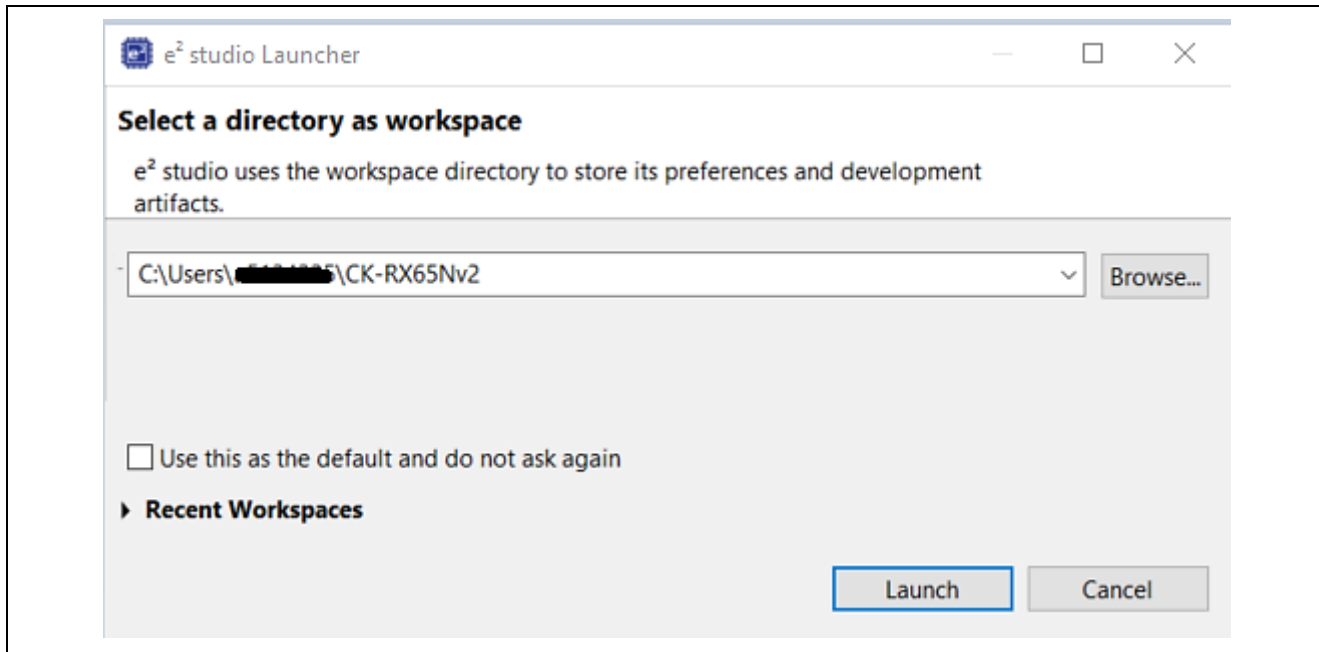 e² studio Launcher
Select a directory as workspace
e² studio uses the workspace directory to store its preferences and development
artifacts.
C:\Users\ \CK-RX65Nv2
Browse...
Use this as the default and do not ask again
Recent Workspaces
Launch
Cancel